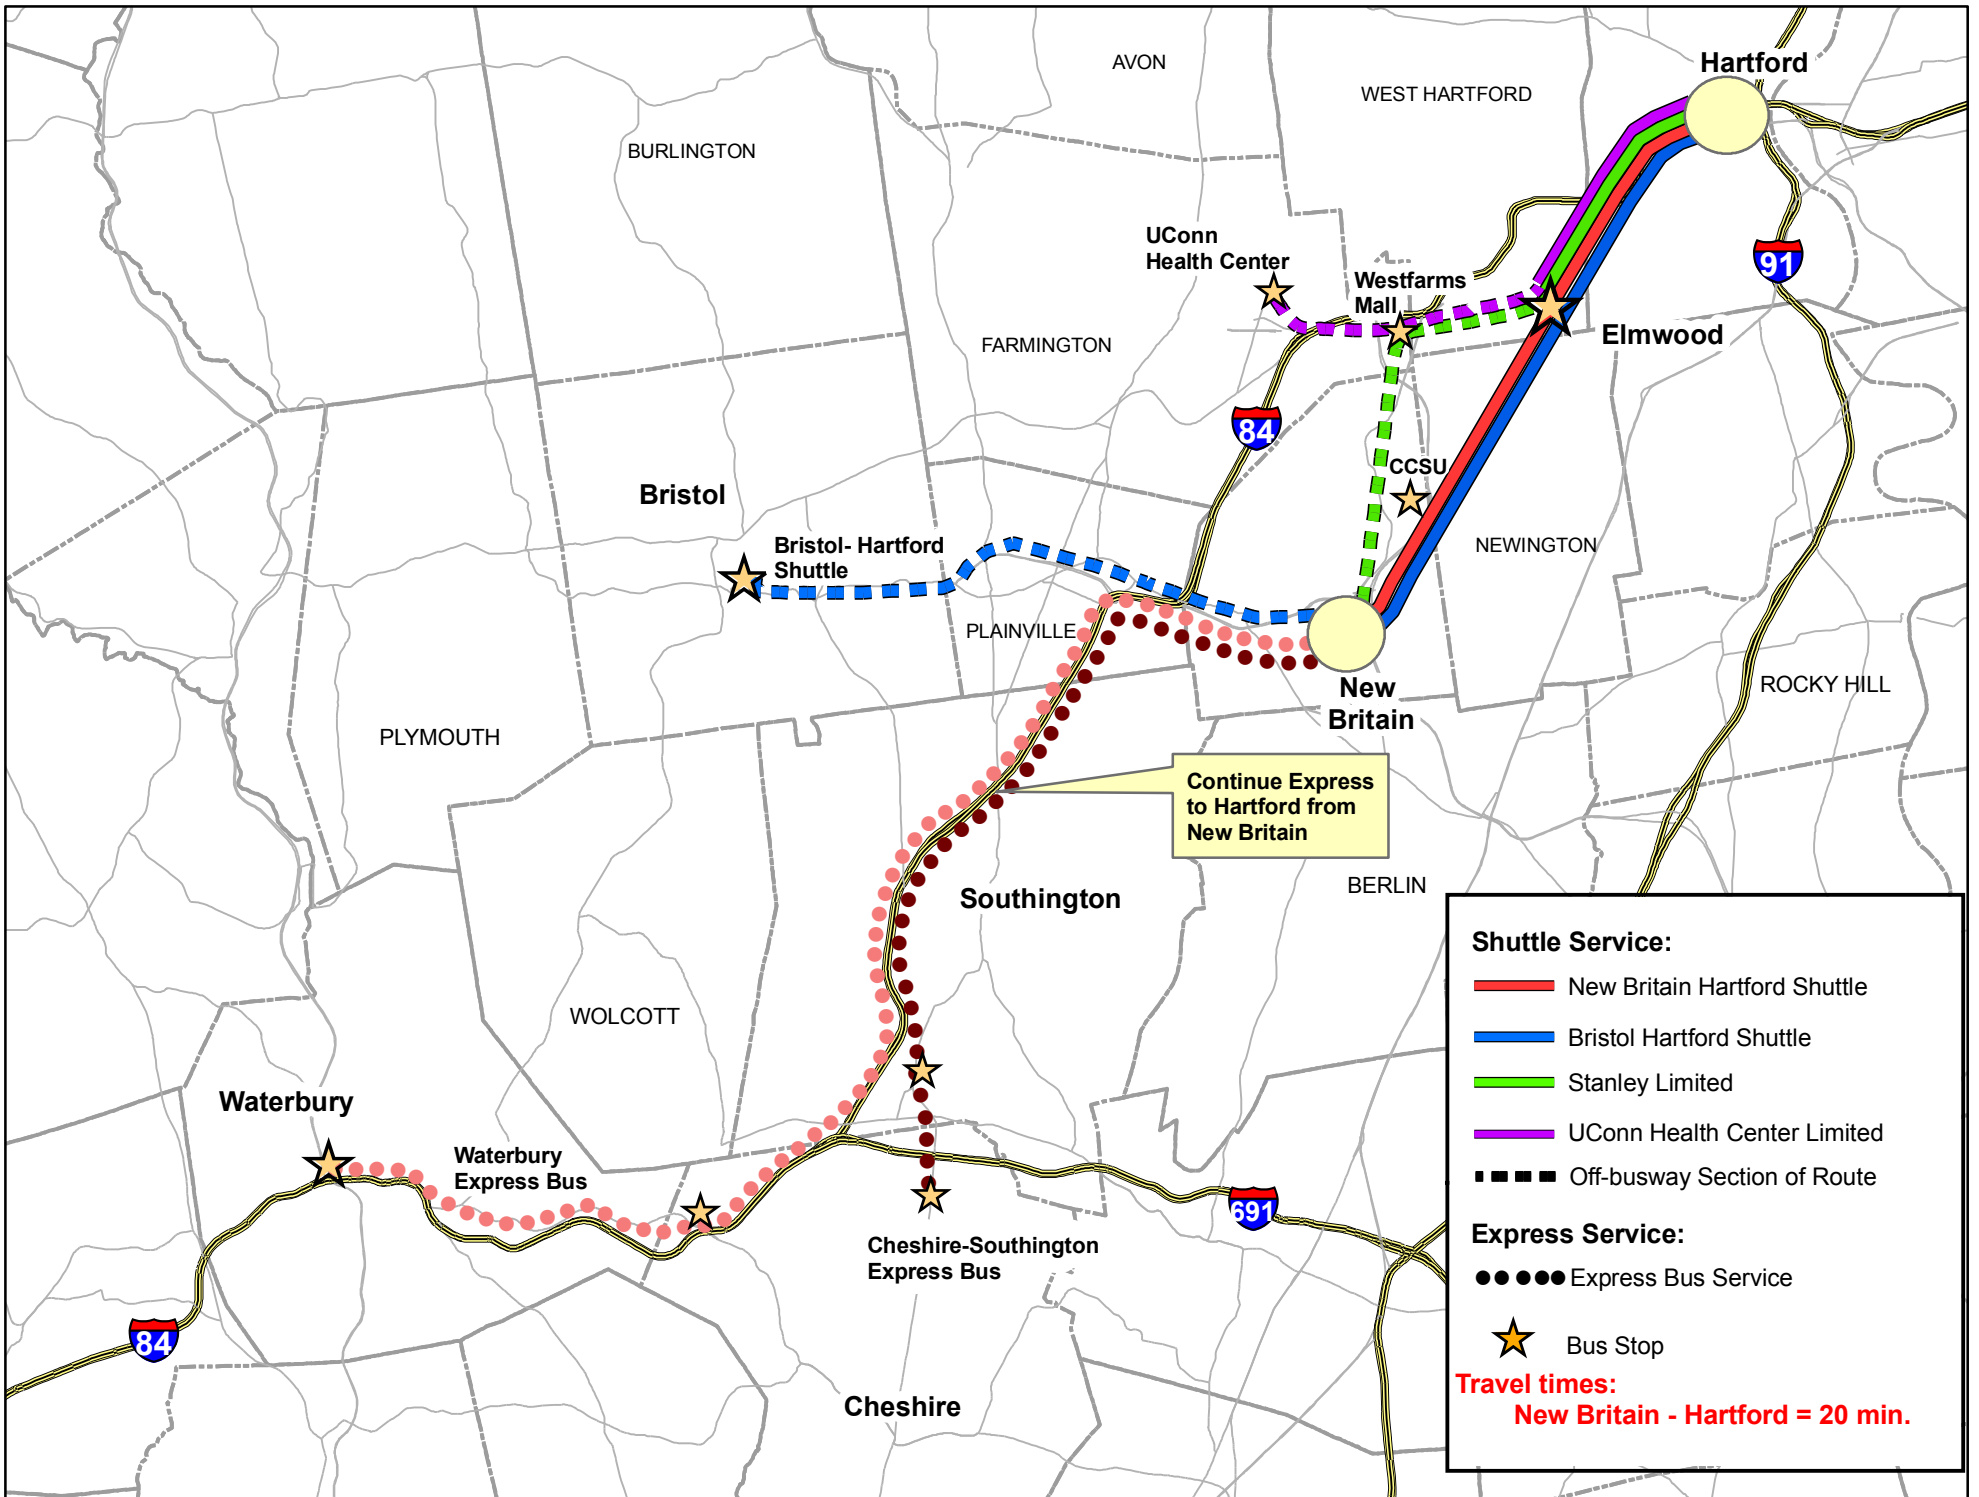 Hartford
AVON
WEST HARTFORD
BURLINGTON
UConn
Health Center
91
Westfarms
Mall
Elmwood
FARMINGTON
84
CCSU
Bristol
Bristol- Hartford
Shuttle
NEWINGTON
PLAINVILLE
New
Britain
ROCKY HILL
PLYMOUTH
Continue Express
to Hartford from
New Britain
BERLIN
Southington
WOLCOTT
Waterbury
Waterbury
Express Bus
691
Cheshire-Southington
Express Bus
84
Cheshire
Shuttle Service:
New Britain Hartford Shuttle
Bristol Hartford Shuttle
Stanley Limited
UConn Health Center Limited
Off-busway Section of Route
Express Service:
Express Bus Service
Bus Stop
Travel times:
New Britain - Hartford = 20 min.